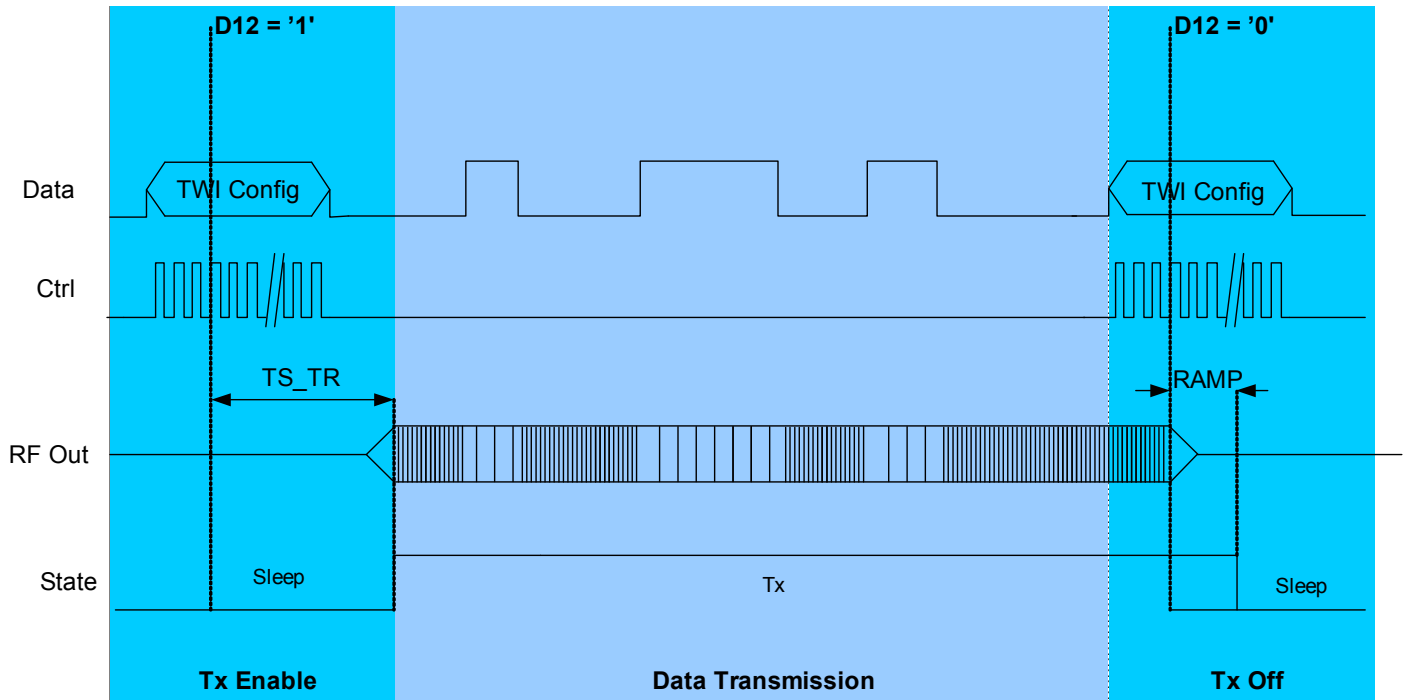 D12 = '1'
D12 = '0'
Data
TWI Config
TWI Config
Ctrl
TS_TR
RAMP
RF Out
State
Sleep
Tx
Sleep
Tx Enable
Data Transmission
Tx Off